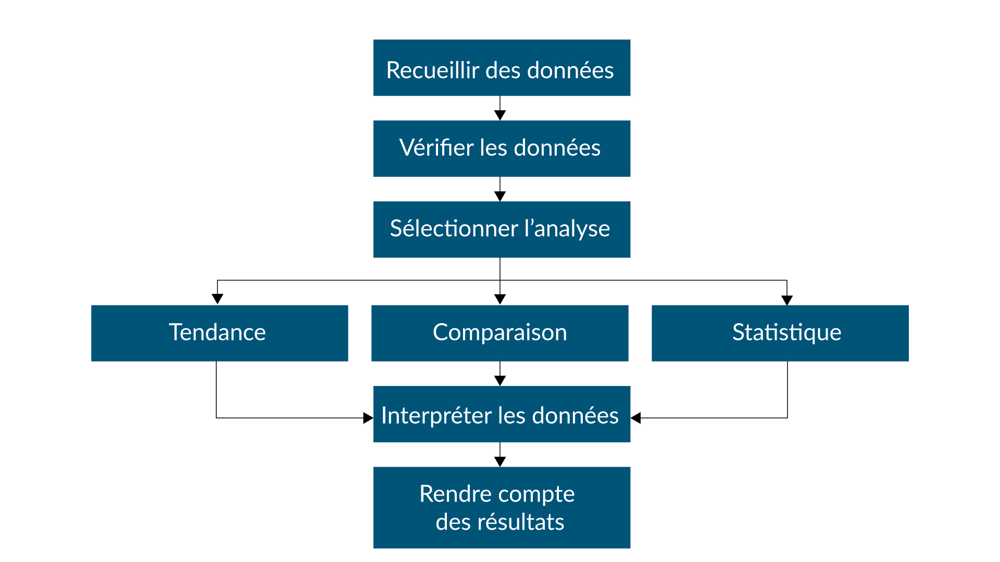 Recueillir des données
Vérifier les données
Sélectionner l’analyse
Tendance
Comparaison
Statistique
Interpréter les données
Rendre compte
des résultats